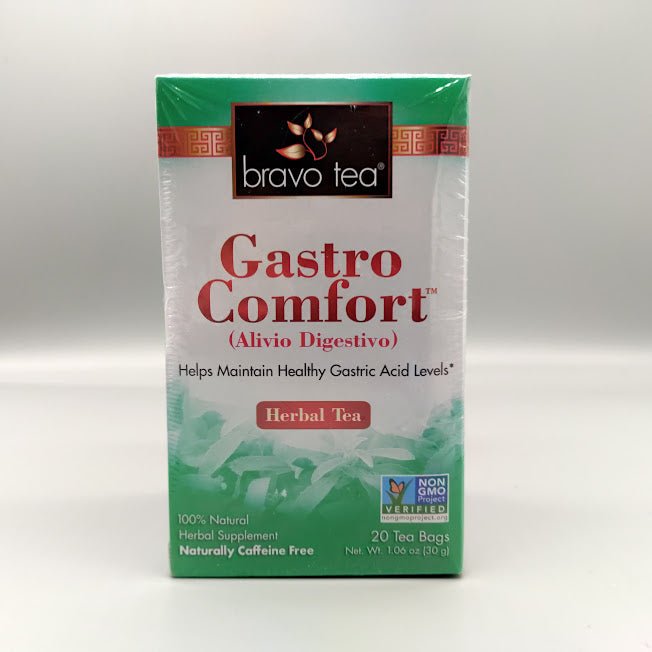 bravo tea®
Gastro
Comfort™
(Alivio Digestivo)
Helps Maintain Healthy Gastric Acid Levels*
Herbal Tea
NON
GMO
Project
VERIFIED
nongmoproject.org
100% Natural
Herbal Supplement
Naturally Caffeine Free
20 Tea Bags
Net. Wt. 1.06 oz (30 g)